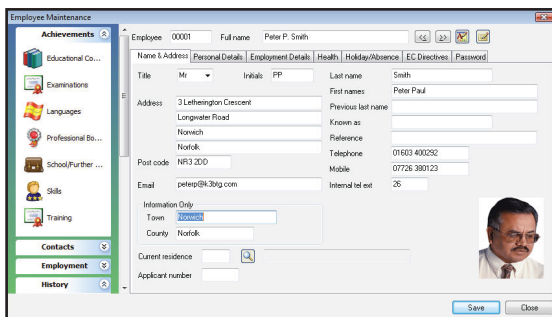 Employee Maintenance
Achievements
Educational Co...
Examinations
Languages
Professional Bo...
School/Further ...
Skills
Training
Contacts
Employment
History
Employee 00001 Full name Peter P. Smith << >>
Name & Address Personal Details Employment Details Health Holiday/Absence EC Directives Password
Title Mr Initials PP
Address 3 Letherington Crescent
Longwater Road
Norwich
Norfolk
Post code NR3 2DD
Email peterp@k3btg.com
Information Only
Town Norwich
County Norfolk
Current residence
Applicant number
Last name Smith
First names Peter Paul
Previous last name
Known as
Reference
Telephone 01603 400292
Mobile 07726 380123
Internal tel ext 26
Save Close